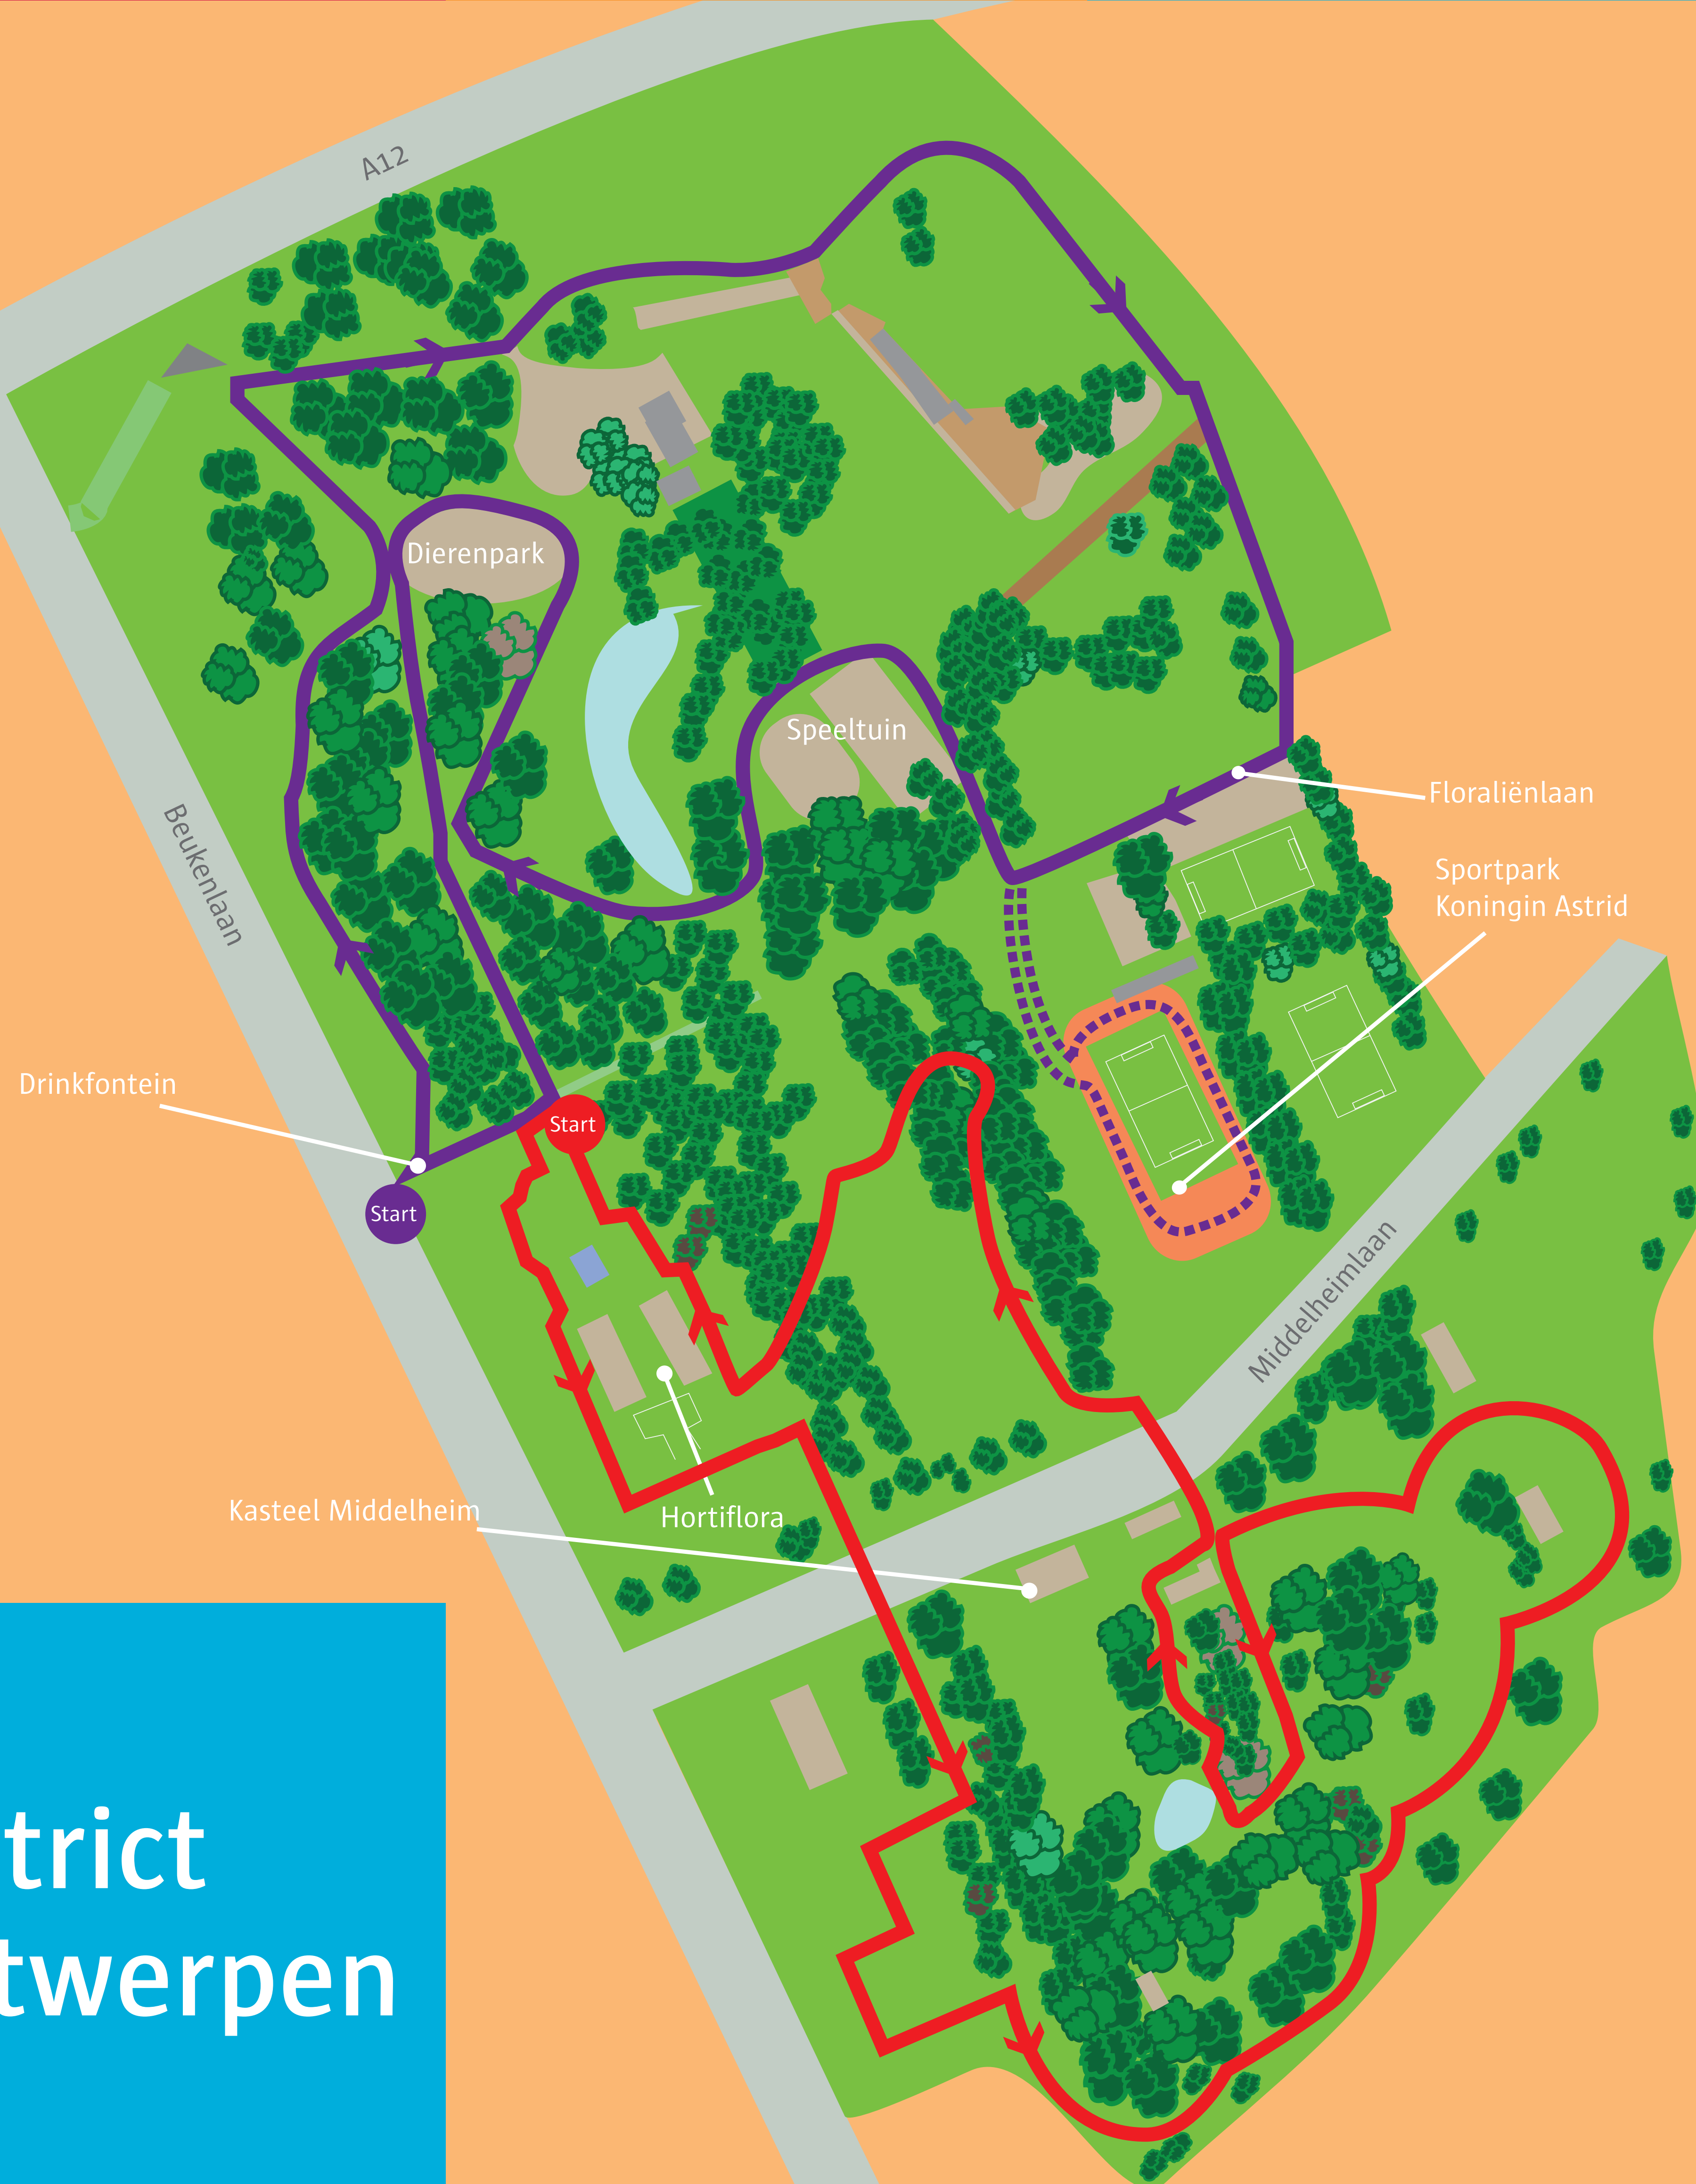 A12
Dierenpark
Speeltuin
Floraliënlaan
Beukenlaan
Sportpark
Koningin Astrid
Drinkfontein
Start
Start
Middelheimlaan
Kasteel Middelheim
Hortiflora
trict
twerpen